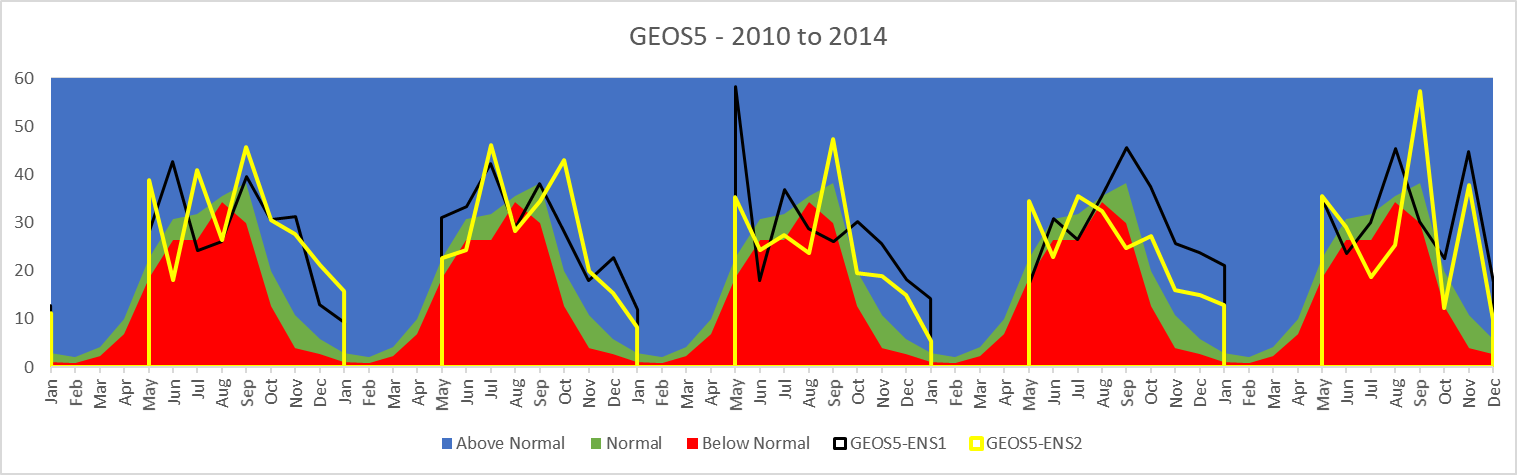 GEOS5 - 2010 to 2014
60
50
40
30
20
10
0
Jan Feb Mar Apr May Jun Jul Aug Sep Oct Nov Dec Jan Feb Mar Apr May Jun Jul Aug Sep Oct Nov Dec Jan Feb Mar Apr May Jun Jul Aug Sep Oct Nov Dec Jan Feb Mar Apr May Jun Jul Aug Sep Oct Nov Dec Jan Feb Mar Apr May Jun Jul Aug Sep Oct Nov Dec
Above Normal Normal Below Normal GEOS5-ENS1 GEOS5-ENS2